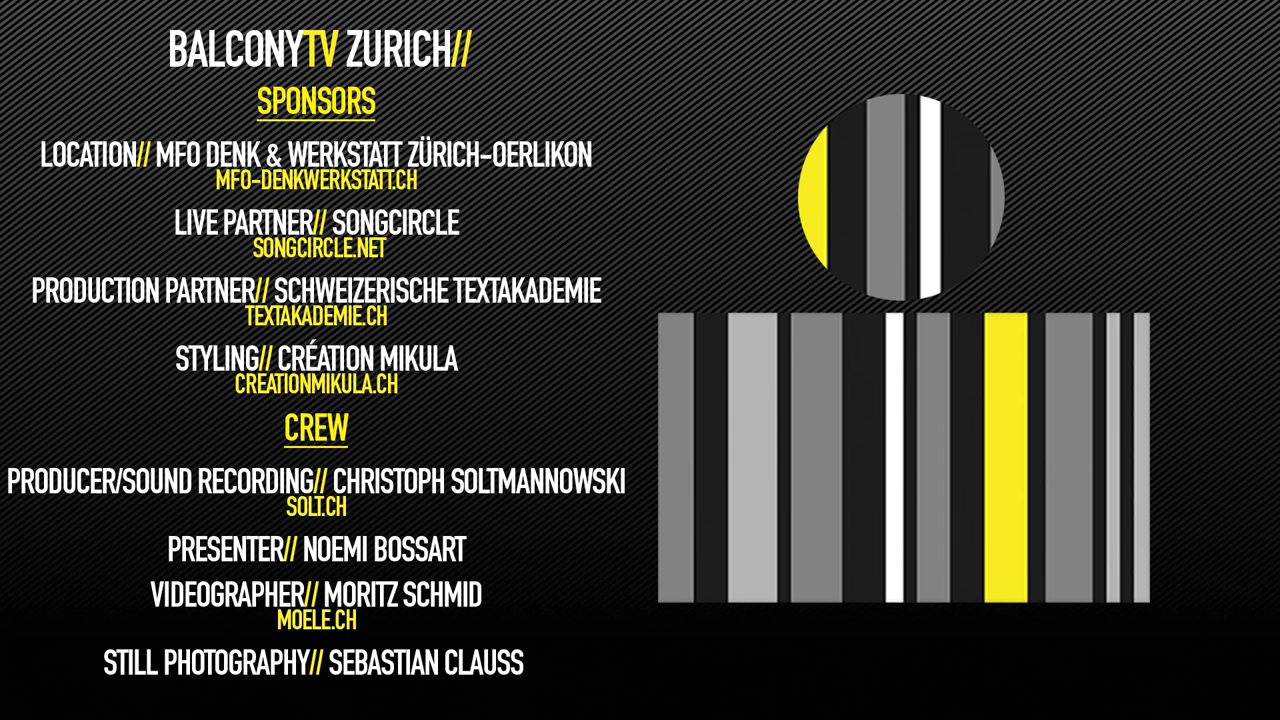 BALCONYTV ZURICH//
SPONSORS
LOCATION// MFO DENK & WERKSTATT ZÜRICH-OERLIKON
MFO-DENKWERKSTATT.CH
LIVE PARTNER// SONGCIRCLE
SONGCIRCLE.NET
PRODUCTION PARTNER// SCHWEIZERISCHE TEXTAKADEMIE
TEXTAKADEMIE.CH
STYLING// CRÉATION MIKULA
CREATIONMIKULA.CH
CREW
PRODUCER/SOUND RECORDING// CHRISTOPH SOLTMANNOWSKI
SOLT.CH
PRESENTER// NOEMI BOSSART
VIDEOGRAPHER// MORITZ SCHMID
MOELE.CH
STILL PHOTOGRAPHY// SEBASTIAN CLAUSS